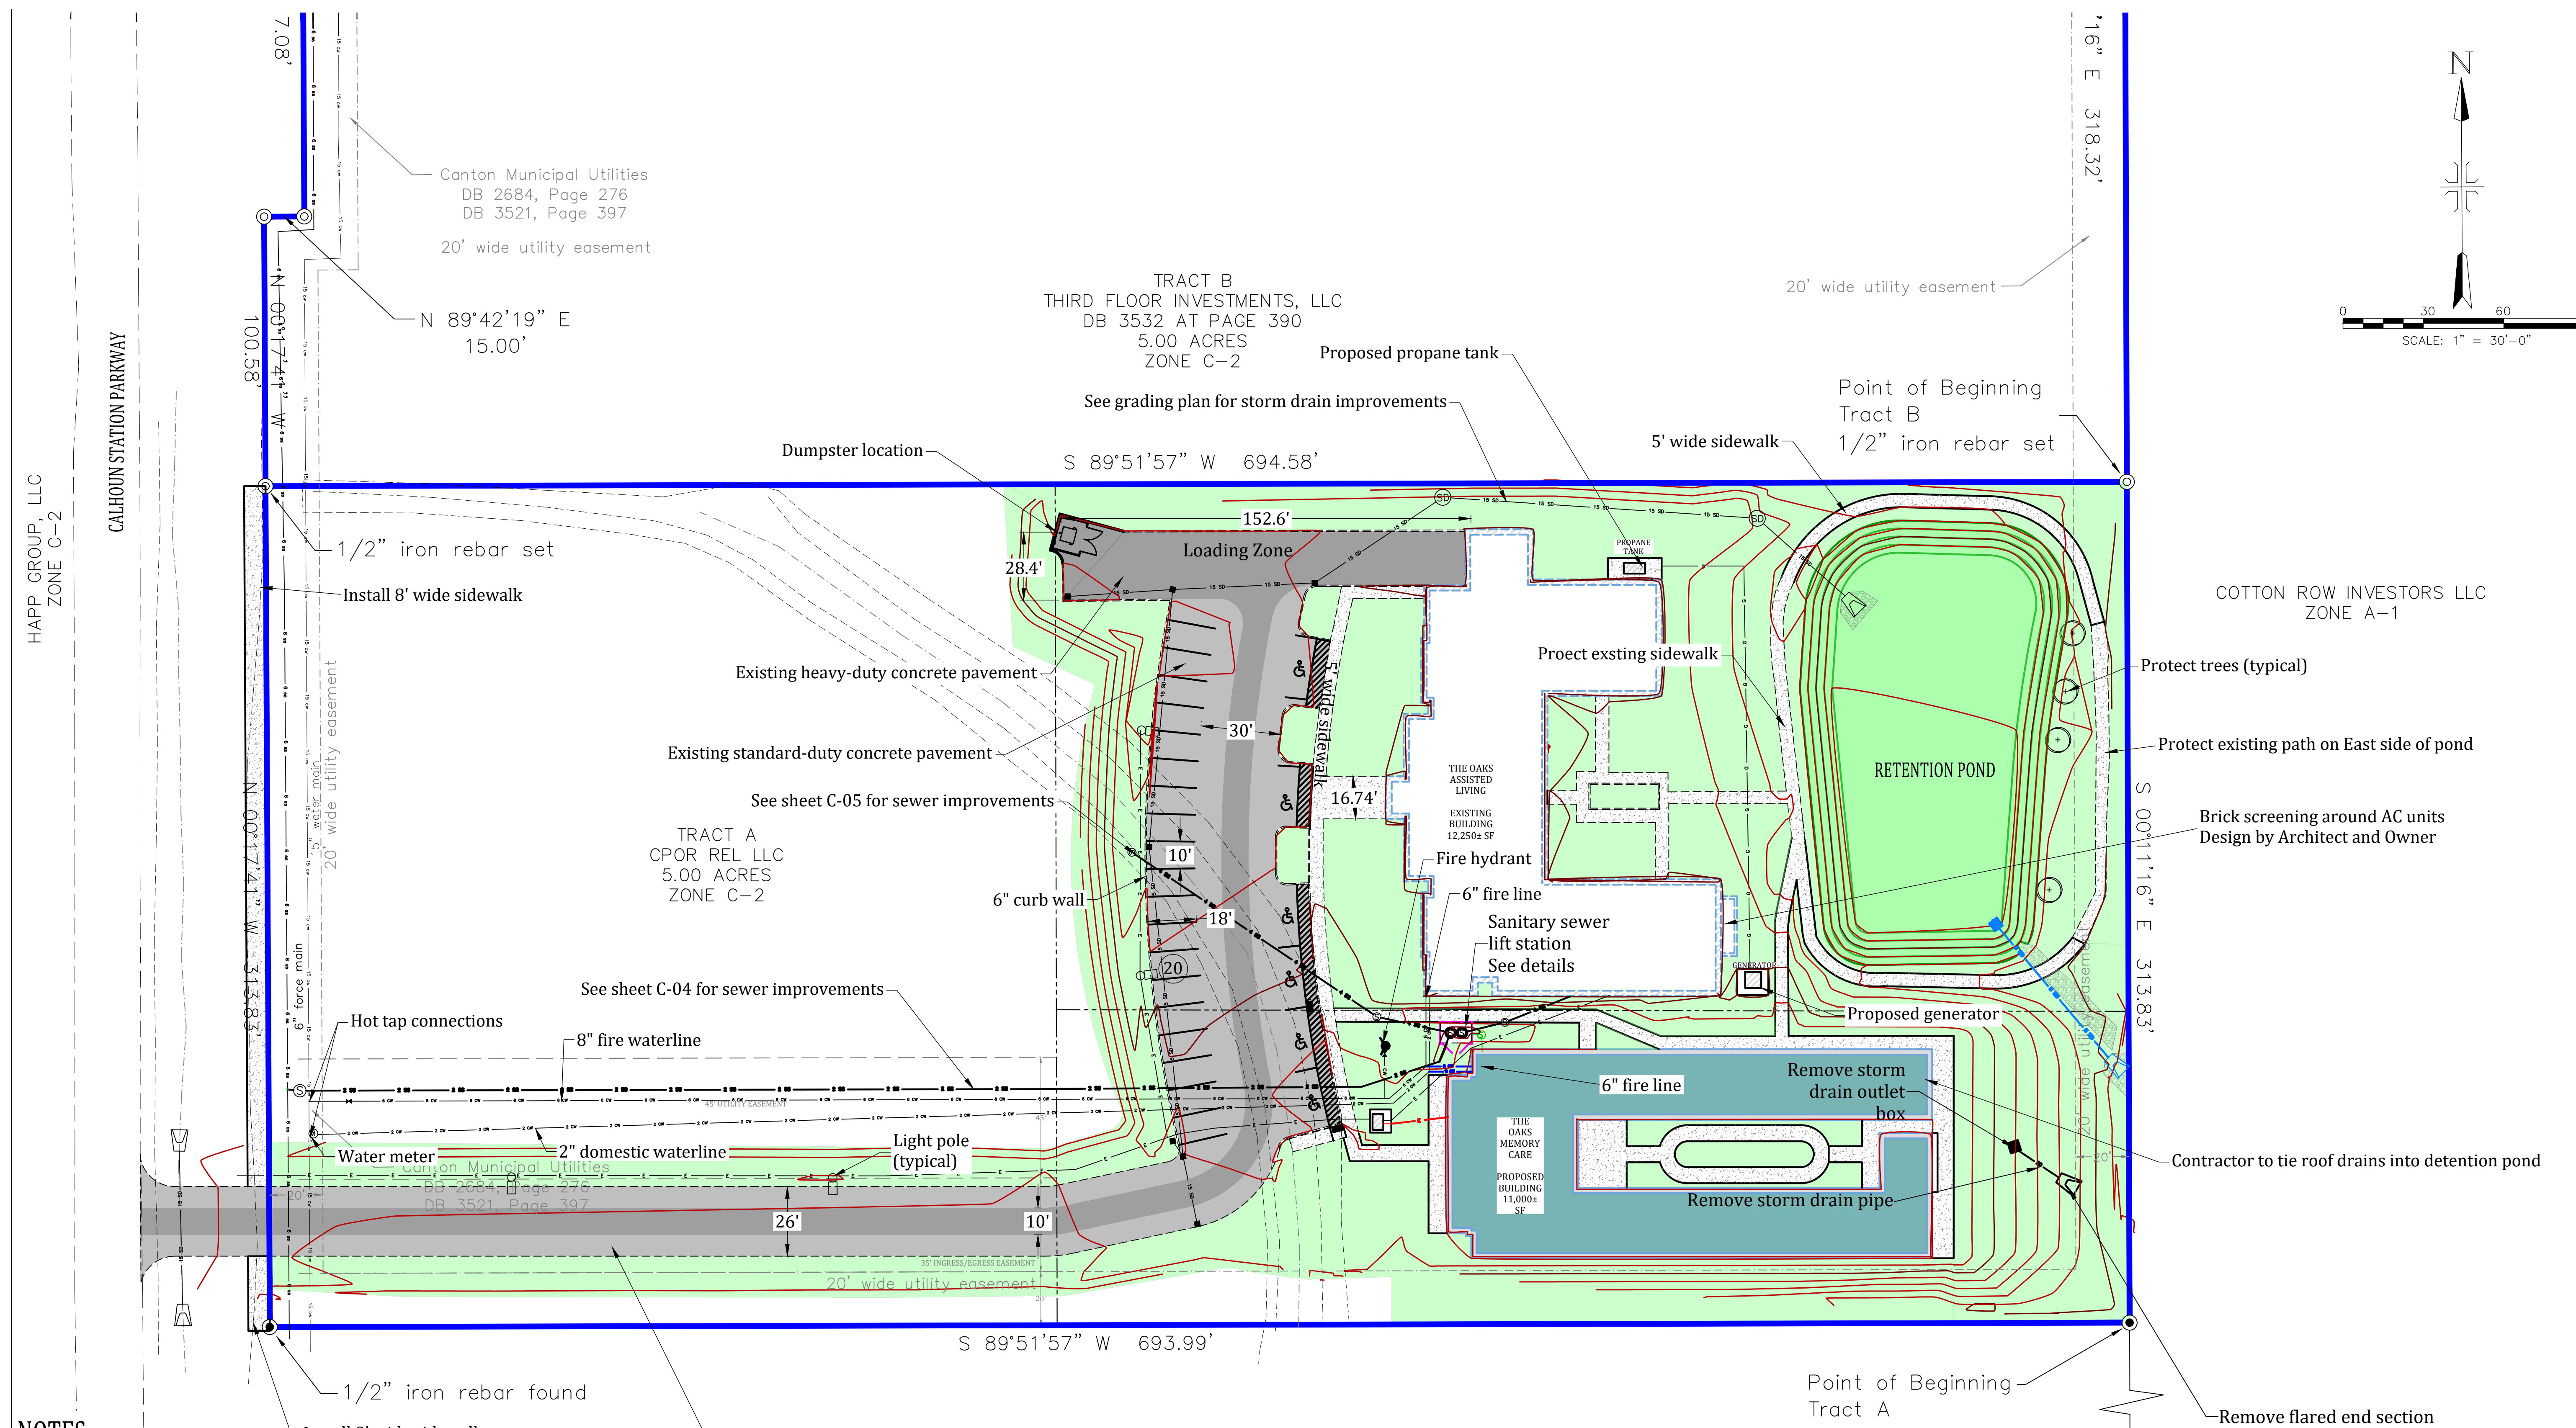 7.08'
'16" E 318.32'
N
Canton Municipal Utilities
DB 2684, Page 276
DB 3521, Page 397
20' wide utility easement
N 89°42'19" E
15.00'
N 00°17'41" W
100.58'
CALHOUN STATION PARKWAY
HAPP GROUP, LLC
ZONE C-2
TRACT B
THIRD FLOOR INVESTMENTS, LLC
DB 3532 AT PAGE 390
5.00 ACRES
ZONE C-2
20' wide utility easement
0 30 60
SCALE: 1" = 30'-0"
Proposed propane tank
See grading plan for storm drain improvements
Point of Beginning
Tract B
1/2" iron rebar set
5' wide sidewalk
Dumpster location
S 89°51'57" W 694.58'
1/2" iron rebar set
Install 8' wide sidewalk
152.6'
Loading Zone
28.4'
SD
SD
PROPANE
TANK
COTTON ROW INVESTORS LLC
ZONE A-1
Existing heavy-duty concrete pavement
Proect exsting sidewalk
Protect trees (typical)
5' wide sidewalk
30'
Existing standard-duty concrete pavement
Protect existing path on East side of pond
RETENTION POND
THE OAKS
ASSISTED
LIVING
EXISTING
BUILDING
12,250± SF
See sheet C-05 for sewer improvements
16.74'
Brick screening around AC units
Design by Architect and Owner
15" water main
20' wide utility easement
TRACT A
CPOR REL LLC
5.00 ACRES
ZONE C-2
10'
Fire hydrant
6" fire line
6" curb wall
18'
Sanitary sewer
lift station
See details
20
GENERATOR
See sheet C-04 for sewer improvements
N 00°17'41" W 313.83'
6" force main
Hot tap connections
8" fire waterline
Proposed generator
S 00°11'16" E 313.83'
20' wide utility easement
S
45' UTILITY EASEMENT
45'
6" fire line
Remove storm
drain outlet
box
THE
OAKS
MEMORY
CARE
PROPOSED
BUILDING
11,000±
SF
Water meter
2" domestic waterline
Light pole
(typical)
Canton Municipal Utilities
DB 2684, Page 276
DB 3521, Page 397
20'
20'
Contractor to tie roof drains into detention pond
Remove storm drain pipe
26'
10'
35' INGRESS/EGRESS EASEMENT
20' wide utility easement
20'
S 89°51'57" W 693.99'
1/2" iron rebar found
Point of Beginning
Tract A
Remove flared end section
NOTES